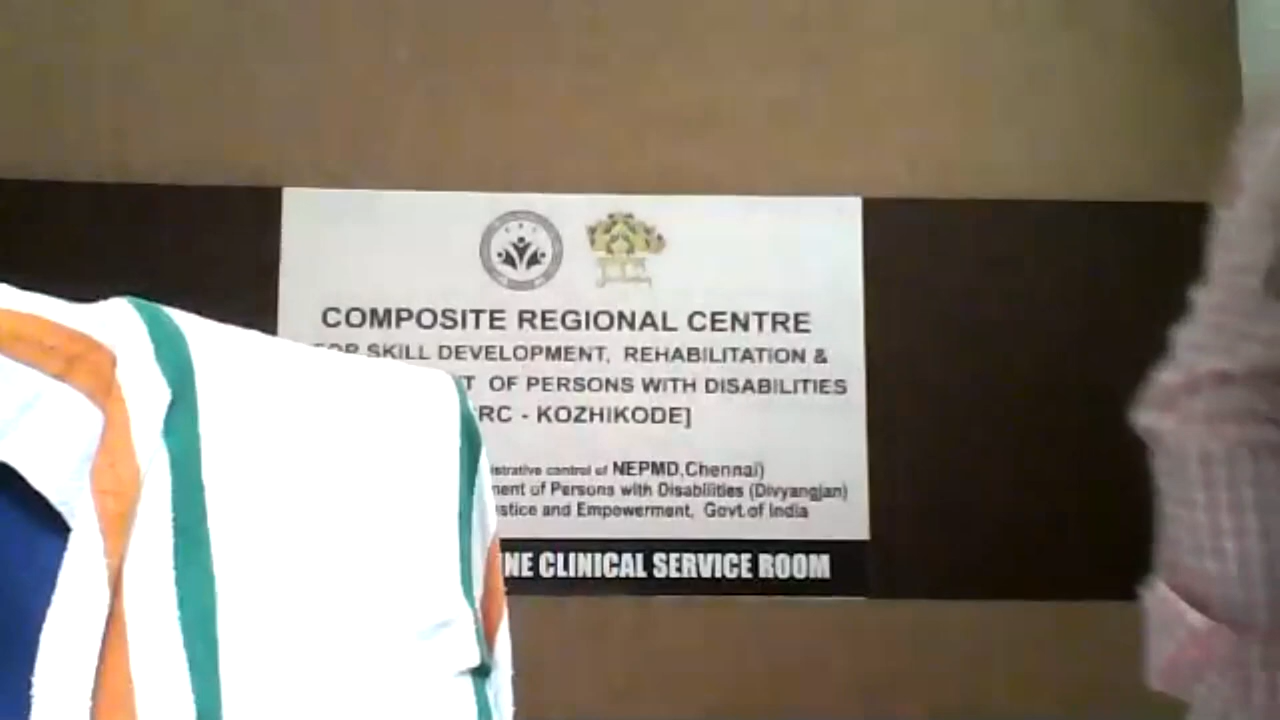 COMPOSITE REGIONAL CENTRE
FOR SKILL DEVELOPMENT, REHABILITATION &
OF PERSONS WITH DISABILITIES
RC - KOZHIKODE]
istrative control of NEPMD,Chennai)
ment of Persons with Disabilities (Divyangjan)
stice and Empowerment, Govt.of India
NE CLINICAL SERVICE ROOM